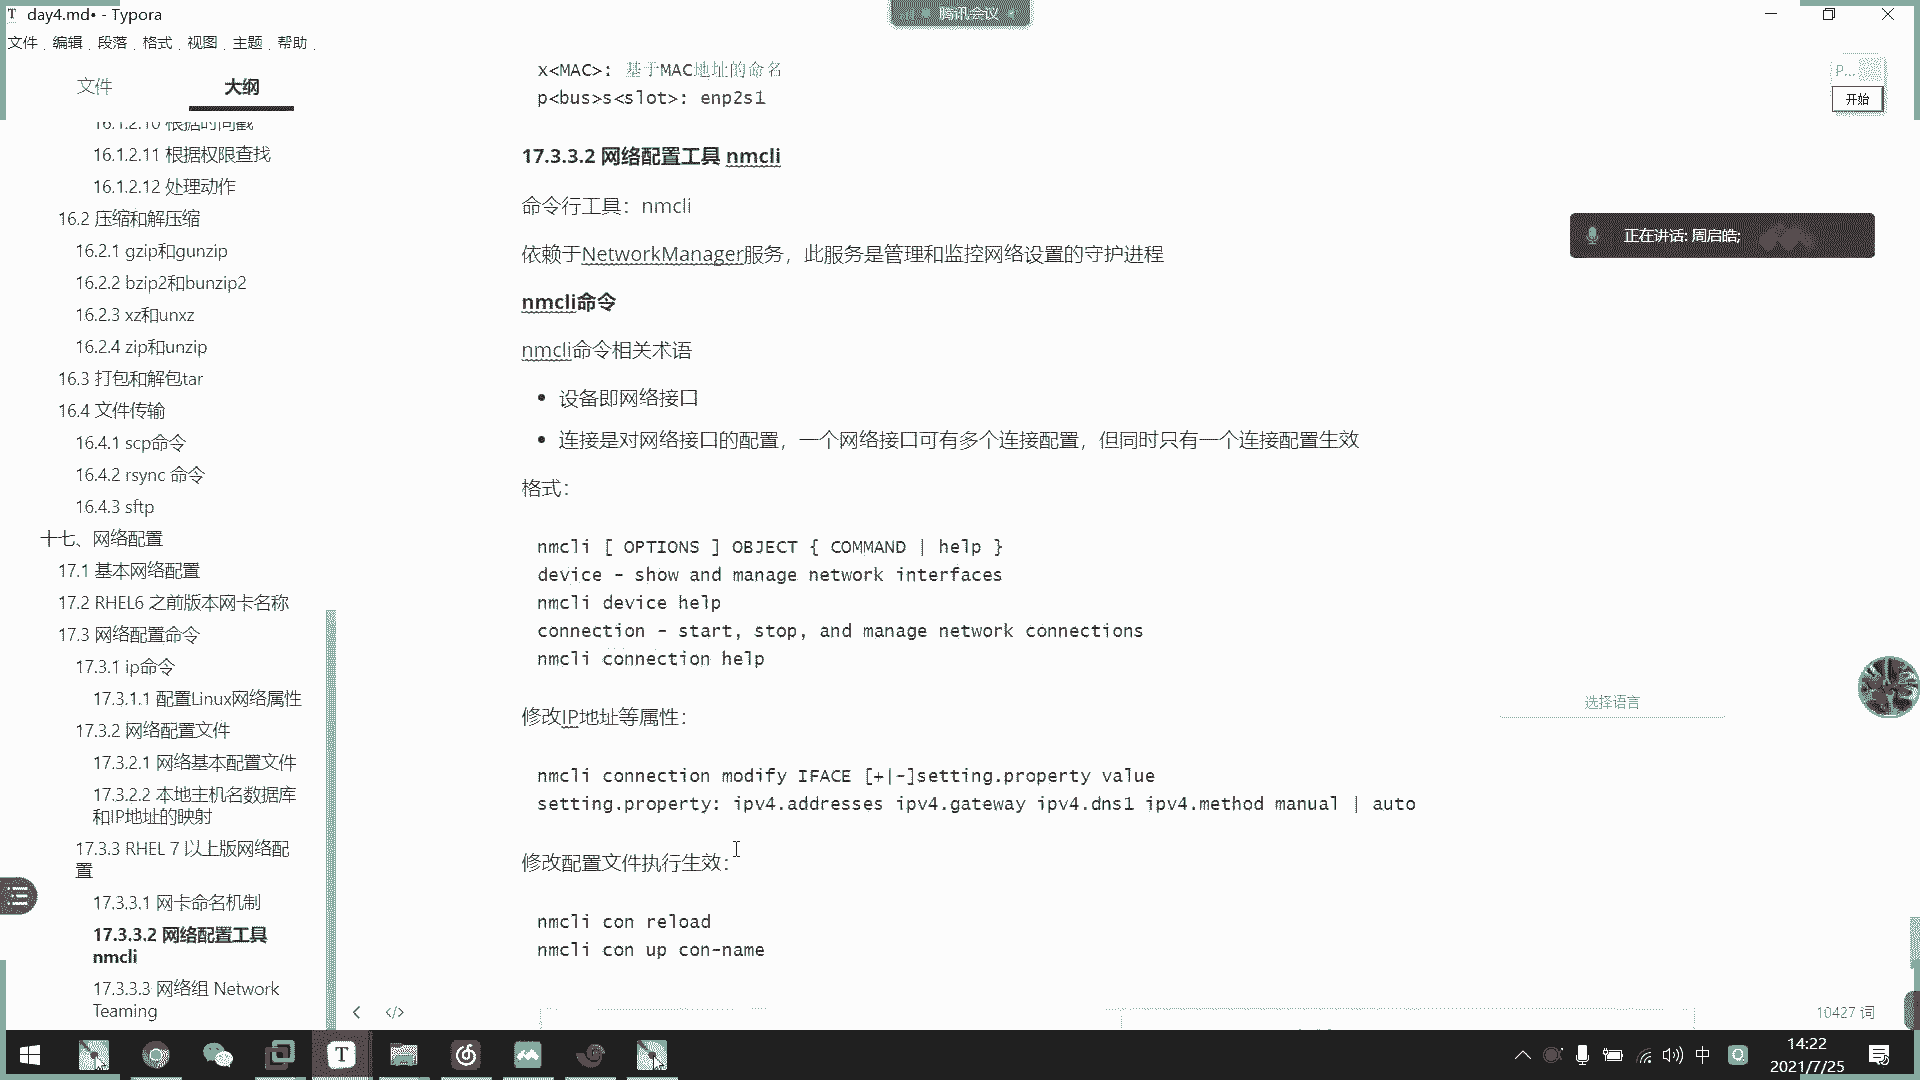 day4.md• - Typora
腾讯会议
文件 编辑 段落 格式 视图 主题 帮助
文件 大纲
16.1.2.10 根据时间戳
16.1.2.11 根据权限查找
16.1.2.12 处理动作
16.2 压缩和解压缩
16.2.1 gzip和gunzip
16.2.2 bzip2和bunzip2
16.2.3 xz和unxz
16.2.4 zip和unzip
16.3 打包和解包tar
16.4 文件传输
16.4.1 scp命令
16.4.2 rsync 命令
16.4.3 sftp
十七、网络配置
17.1 基本网络配置
17.2 RHEL6 之前版本网卡名称
17.3 网络配置命令
17.3.1 ip命令
17.3.1.1 配置Linux网络属性
17.3.2 网络配置文件
17.3.2.1 网络基本配置文件
17.3.2.2 本地主机名数据库
和IP地址的映射
17.3.3 RHEL 7 以上版网络配
置
17.3.3.1 网卡命名机制
17.3.3.2 网络配置工具
nmcli
17.3.3.3 网络组 Network
Teaming
x<MAC>: 基于MAC地址的命名
p<bus>s<slot>: enp2s1
17.3.3.2 网络配置工具 nmcli
命令行工具：nmcli
依赖于NetworkManager服务，此服务是管理和监控网络设置的守护进程
nmcli命令
nmcli命令相关术语
• 设备即网络接口
• 连接是对网络接口的配置，一个网络接口可有多个连接配置，但同时只有一个连接配置生效
格式：
nmcli [ OPTIONS ] OBJECT { COMMAND | help }
device - show and manage network interfaces
nmcli device help
connection - start, stop, and manage network connections
nmcli connection help
修改IP地址等属性：
nmcli connection modify IFACE [+|-]setting.property value
setting.property: ipv4.addresses ipv4.gateway ipv4.dns1 ipv4.method manual | auto
修改配置文件执行生效：
nmcli con reload
nmcli con up con-name
P...
开始
正在讲话: 周启皓;
选择语言
</>
10427 词
中
14:22
2021/7/25